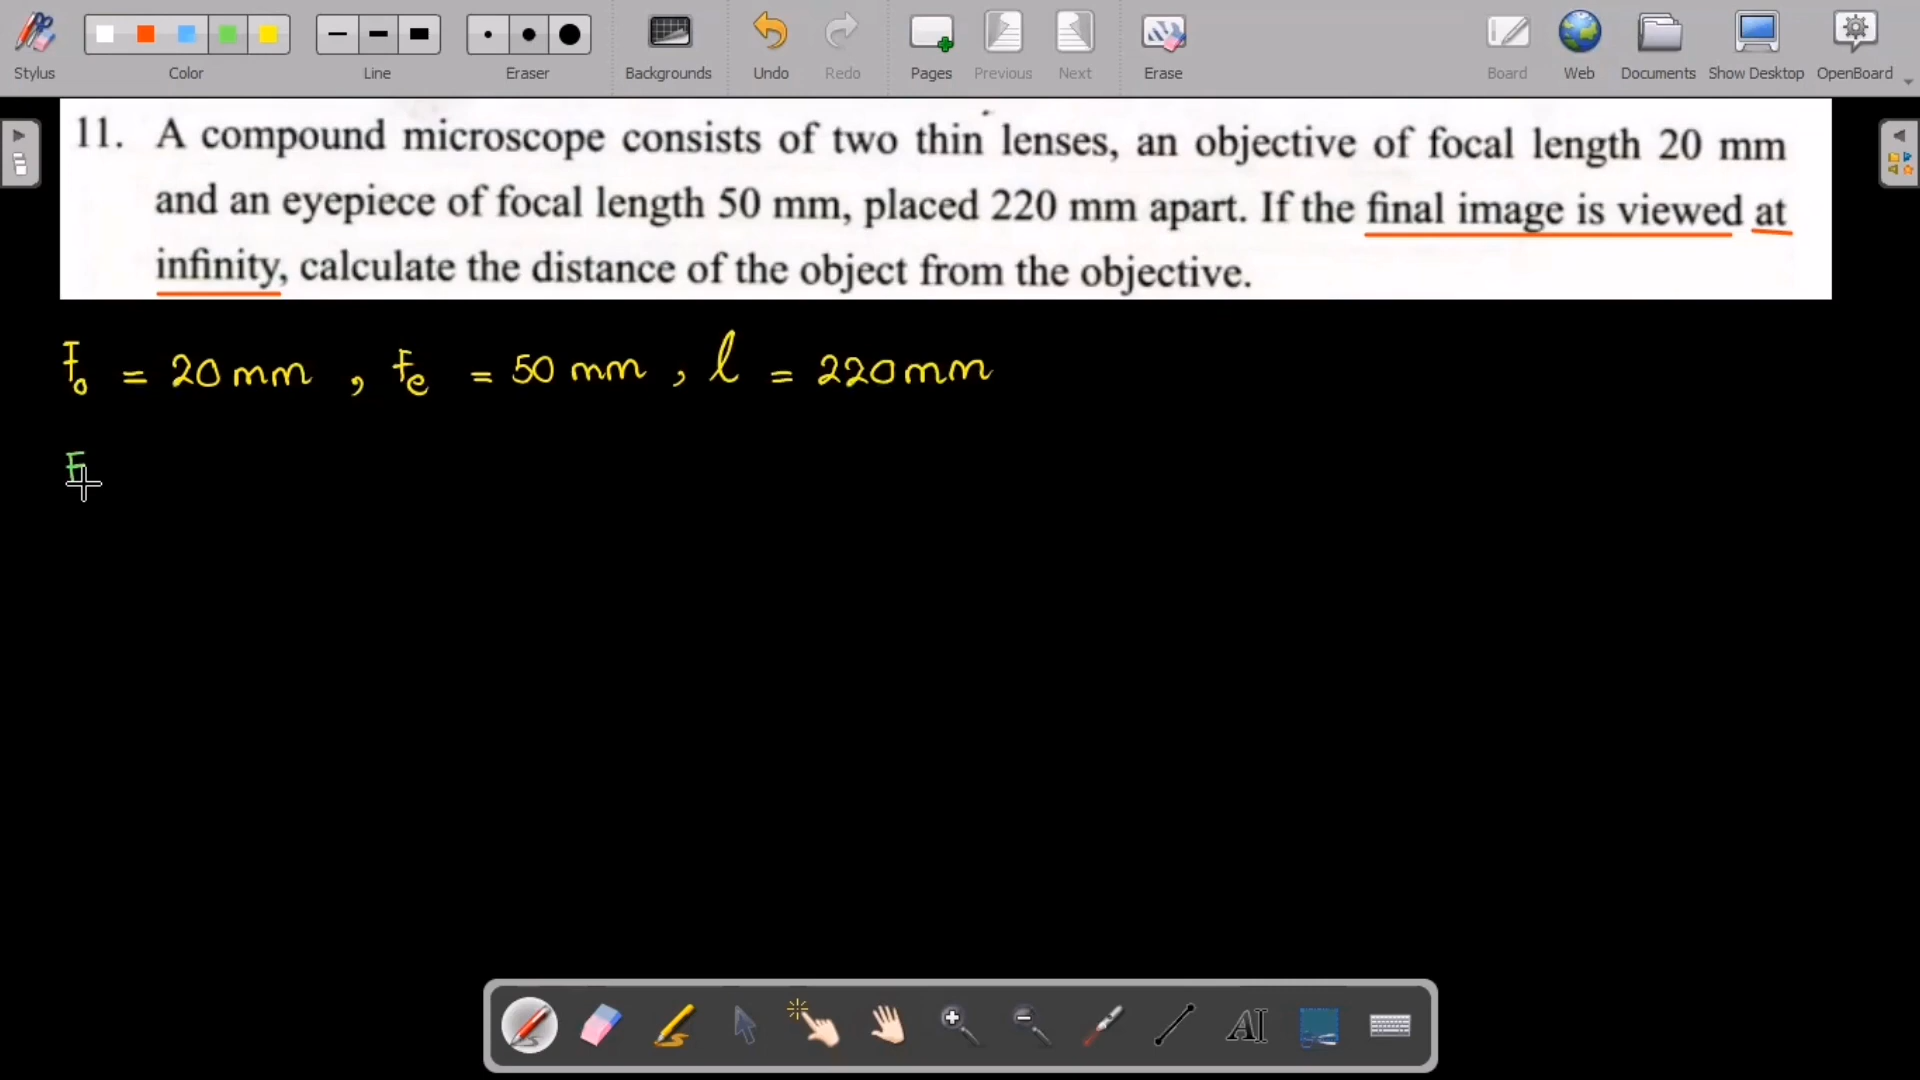 Stylus Color Line Eraser Backgrounds Undo Redo Pages Previous Next Erase Board Web Documents Show Desktop OpenBoard
11. A compound microscope consists of two thin lenses, an objective of focal length 20 mm
and an eyepiece of focal length 50 mm, placed 220 mm apart. If the final image is viewed at
infinity, calculate the distance of the object from the objective.
F₀ = 20 mm , Fₑ = 50 mm , l = 220 mm
F